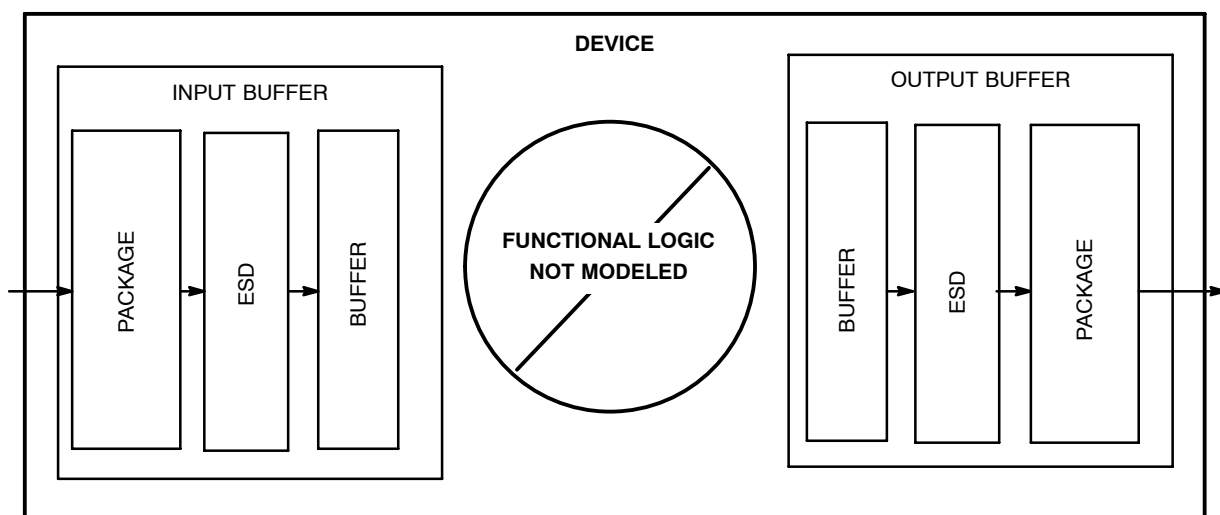 DEVICE
INPUT BUFFER
PACKAGE
ESD
BUFFER
FUNCTIONAL LOGIC
NOT MODELED
OUTPUT BUFFER
BUFFER
ESD
PACKAGE